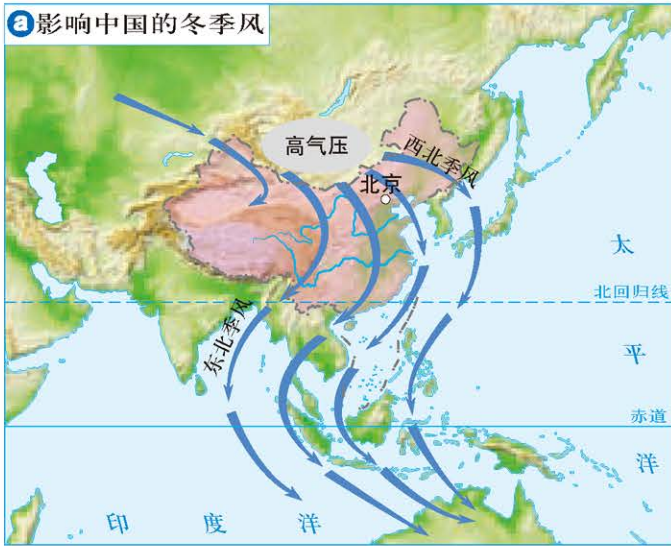 a影响中国的冬季风
高气压
西北季风
北京
太
北回归线
东北季风
平
赤道
洋
印度洋